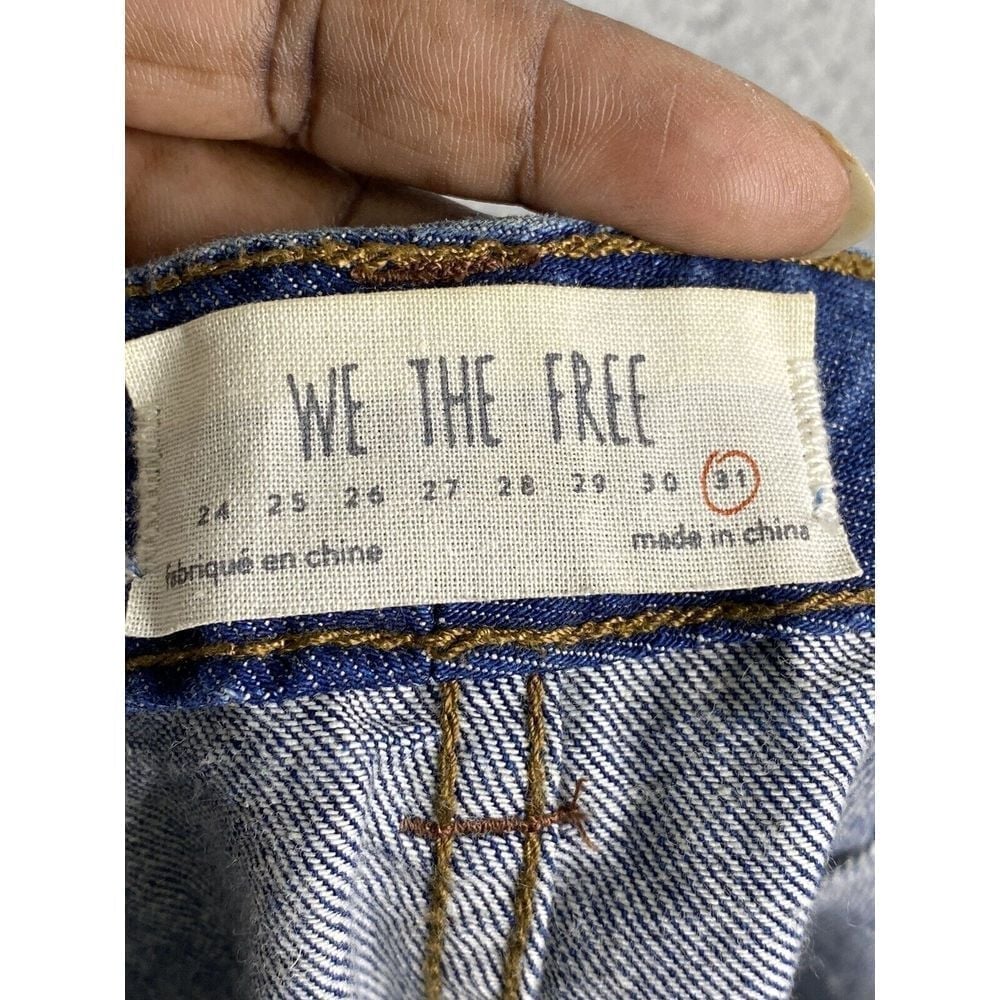 WE THE FREE
24 25 26 27 28 29 30 31
fabriqué en chine
made in china